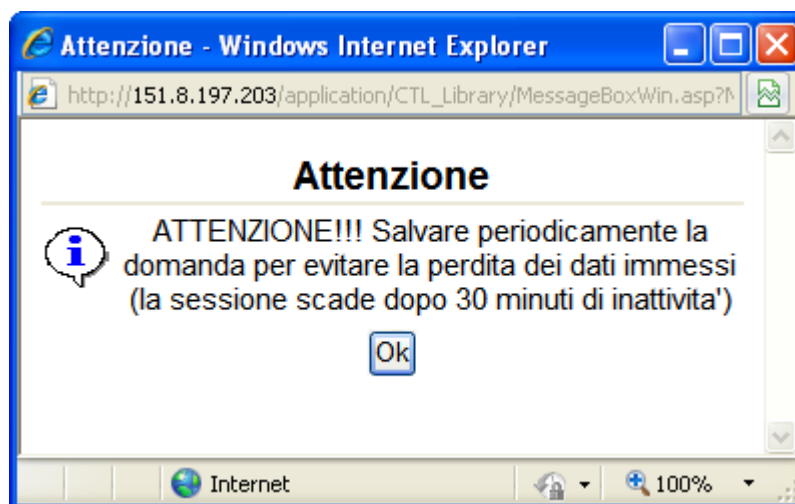 Attenzione - Windows Internet Explorer
http://151.8.197.203/application/CTL_Library/MessageBoxWin.asp?
Attenzione
ATTENZIONE!!! Salvare periodicamente la
domanda per evitare la perdita dei dati immessi
(la sessione scade dopo 30 minuti di inattivita')
Ok
Internet
100%